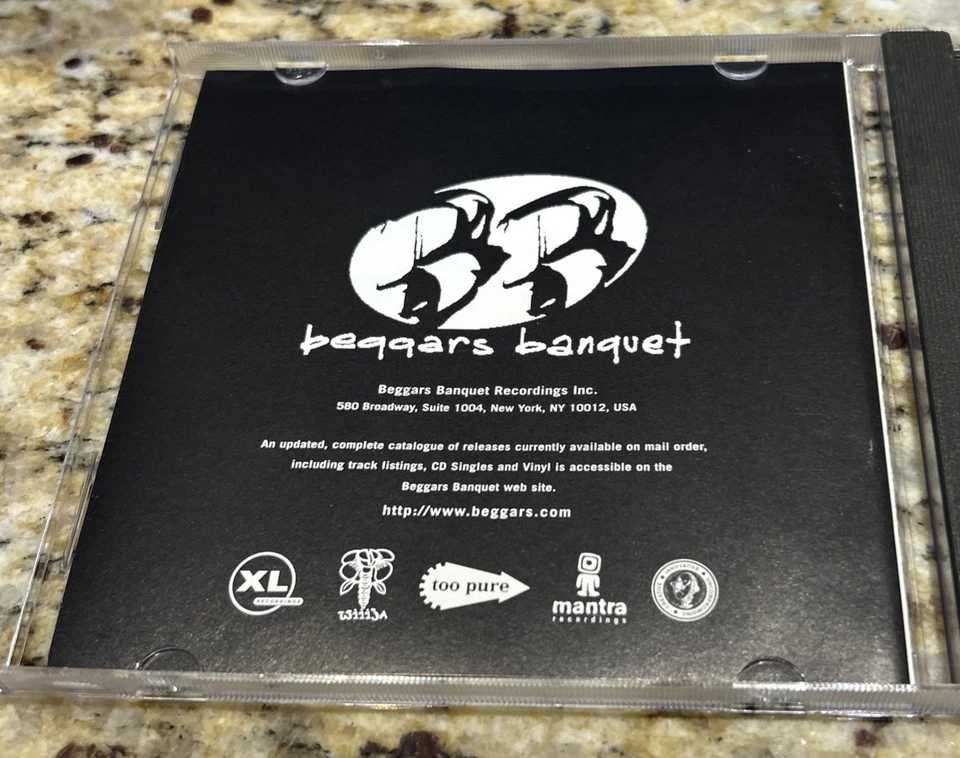 beggars banquet
Beggars Banquet Recordings Inc.
580 Broadway, Suite 1004, New York, NY 10012, USA
An updated, complete catalogue of releases currently available on mail order,
including track listings, CD Singles and Vinyl is accessible on the
Beggars Banquet web site.
http://www.beggars.com
XL
RECORDINGS
too pure
mantra
recordings
INNOVATIVE